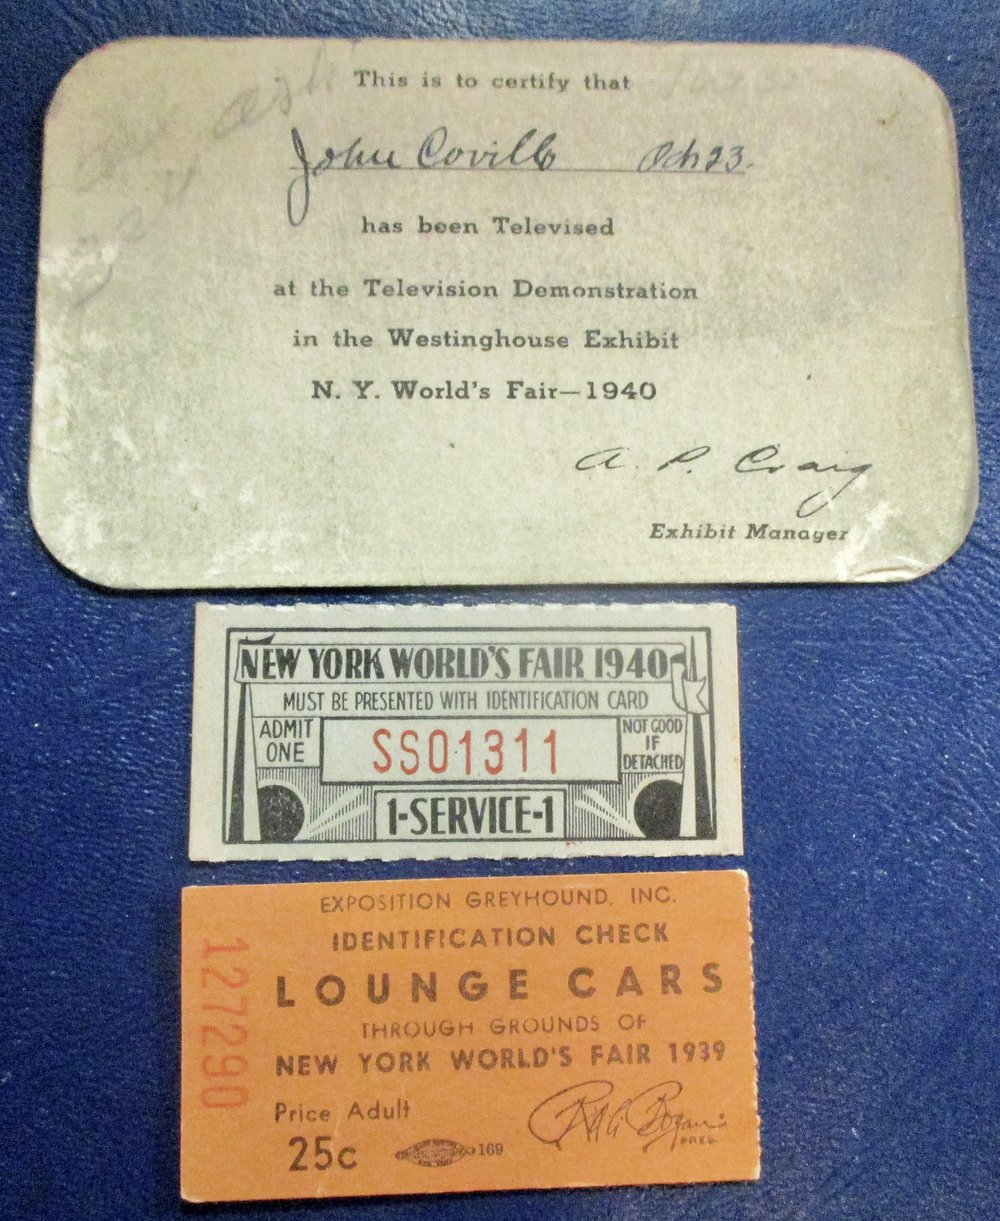 This is to certify that
John Covill Oct 23.
has been Televised
at the Television Demonstration
in the Westinghouse Exhibit
N. Y. World's Fair—1940
A. P. Craig
Exhibit Manager
NEW YORK WORLD'S FAIR 1940
MUST BE PRESENTED WITH IDENTIFICATION CARD
ADMIT ONE
SS01311
NOT GOOD IF DETACHED
1-SERVICE-1
EXPOSITION GREYHOUND, INC.
IDENTIFICATION CHECK
LOUNGE CARS
THROUGH GROUNDS OF
NEW YORK WORLD'S FAIR 1939
Price Adult
25c
169
PRES.
127290